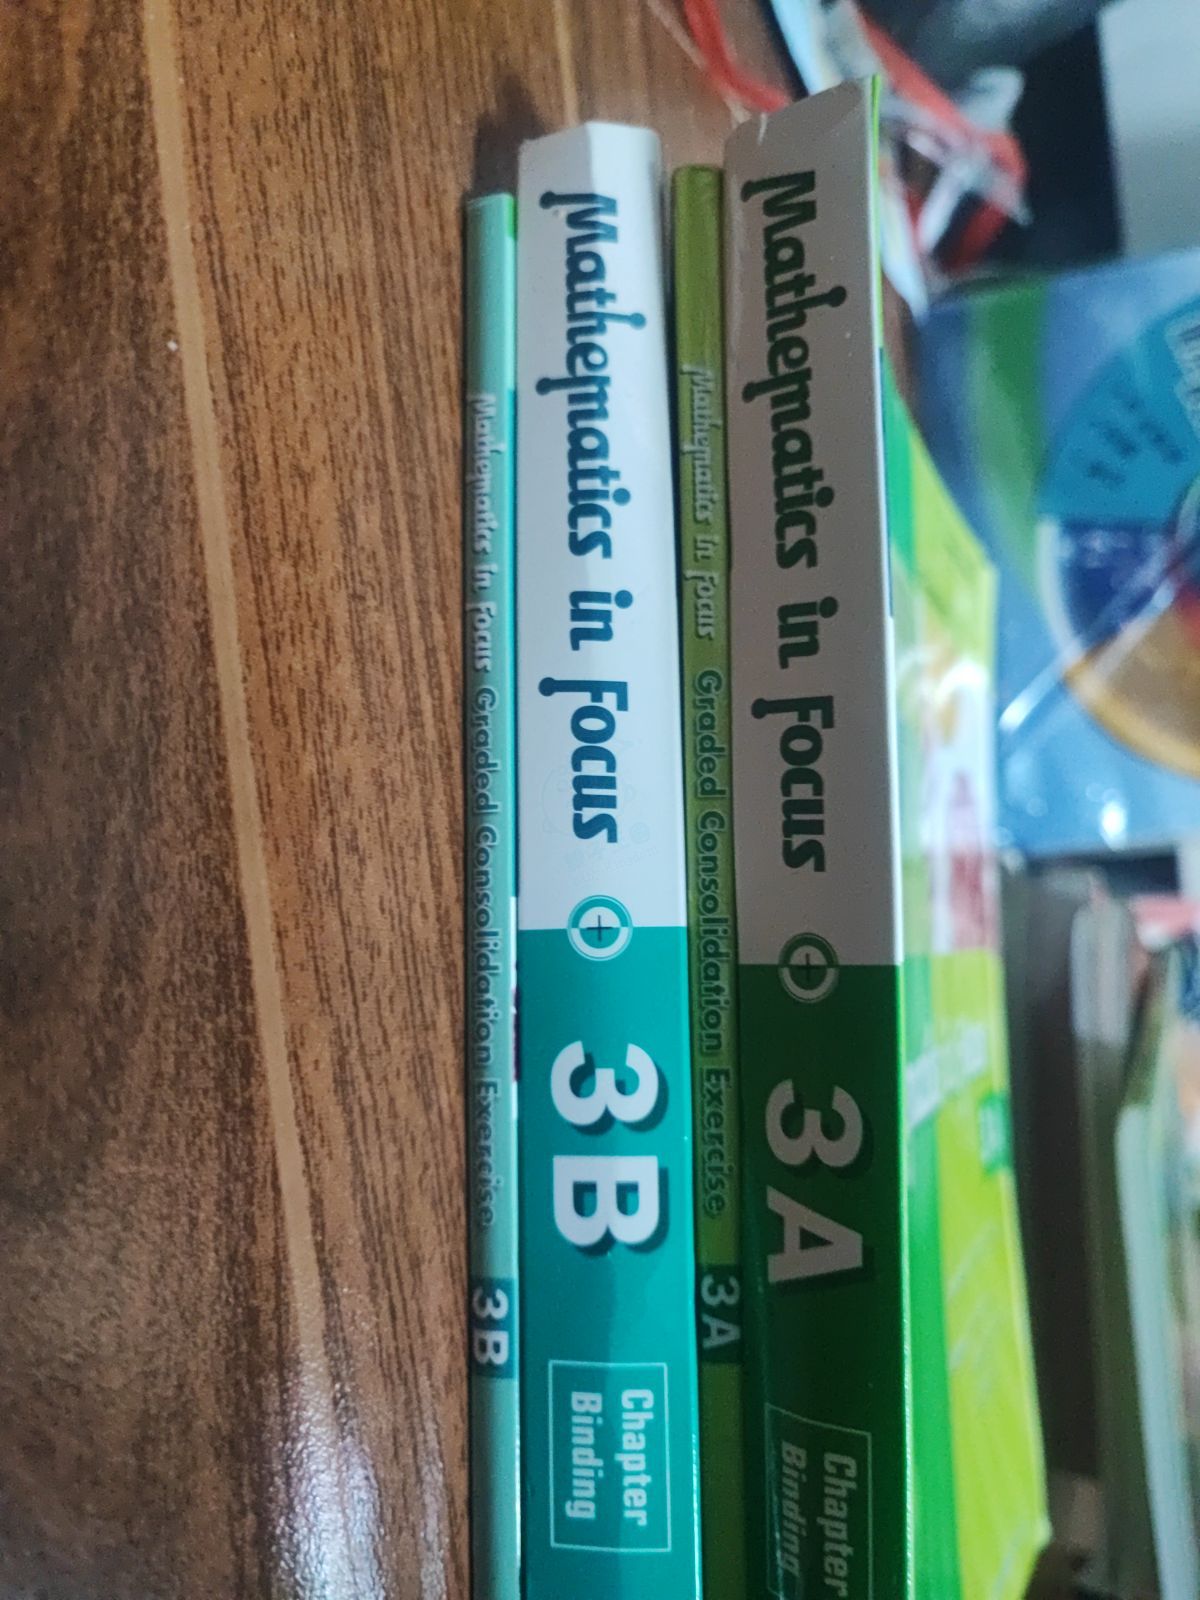 Mathematics in Focus Graded Consolidation Exercise 3B
Mathematics in Focus 3B
Chapter
Binding
Mathematics in Focus Graded Consolidation Exercise 3A
Mathematics in Focus 3A
Chapter
Binding